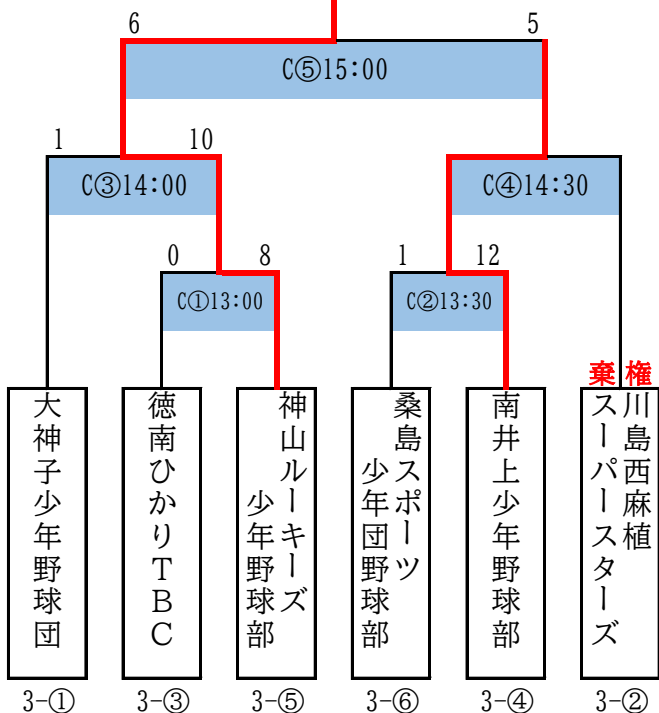 6
5
C⑤15:00
1
10
C③14:00
C④14:30
0
8
1
12
C①13:00
C②13:30
棄権
大神子少年野球団
徳南ひかりTBC
神山ルーキーズ
少年野球部
桑島スポーツ
少年団野球部
南井上少年野球部
川島西麻植
スーパースターズ
3-①
3-③
3-⑤
3-⑥
3-④
3-②